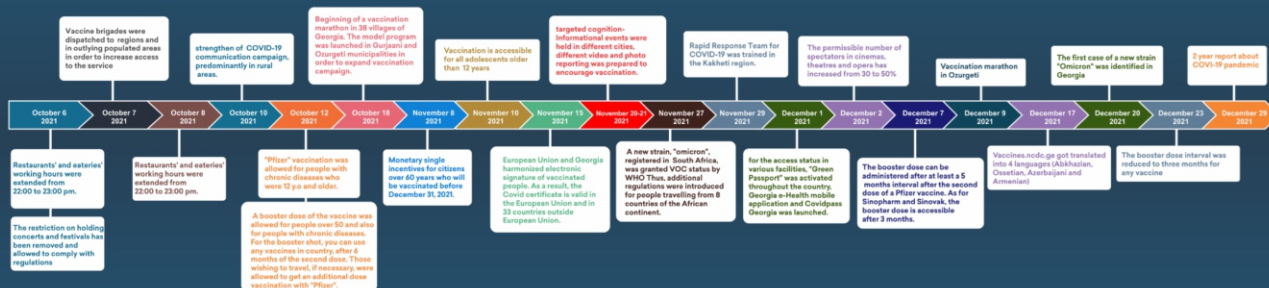 Vaccine brigades were
dispatched to regions and
in outlying populated areas
in order to increase access
to the service
strengthen of COVID-19
communication campaign,
predominantly in rural
areas.
Beginning of a vaccination
marathon in 38 villages of
Georgia. The model program
was launched in Gurjaani and
Ozurgeti municipalities in
order to expand vaccination
campaign.
Vaccination is accessible
for all adolescents older
than 12 years
targeted cognition-
Informational events were
held in different cities,
different video and photo
reporting was prepared to
encourage vaccination.
Rapid Response Team for
COVID-19 was trained in
the Kakheti region.
The permissible number of
spectators in cinemas,
theatres and opera has
increased from 30 to 50%
Vaccination marathon
in Ozurgeti
The first case of a new strain
"Omicron" was identified in
Georgia
2 year report about
COVI-19 pandemic
October 6
2021
October 7
2021
October 8
2021
October 10
2021
October 12
2021
October 18
2021
November 8
2021
November 10
2021
November 15
2021
November 20-21
2021
November 27
2021
November 29
2021
December 1
2021
December 2
2021
December 7
2021
December 9
2021
December 17
2021
December 20
2021
December 23
2021
December 29
2021
Restaurants' and eateries'
working hours were
extended from
22:00 to 23:00 pm.
The restriction on holding
concerts and festivals has
been removed and
allowed to comply with
regulations
Restaurants' and eateries'
working hours were
extended from
22:00 to 23:00 pm.
"Pfizer" vaccination was
allowed for people with
chronic diseases who
were 12 y.o and older.
A booster dose of the vaccine was
allowed for people over 50 and also
for people with chronic diseases.
For the booster shot, you can use
any vaccines in country, after 6
months of the second dose. Those
wishing to travel, if necessary, were
allowed to get an additional dose
vaccination with "Pfizer".
Monetary single
incentives for citizens
over 60 years who will
be vaccinated before
December 31, 2021.
European Union and Georgia
harmonized electronic
signature of vaccinated
people. As a result, the
Covid certificate is valid in
the European Union and in
33 countries outside
European Union.
A new strain, "omicron",
registered in South Africa,
was granted VOC status by
WHO Thus, additional
regulations were introduced
for people travelling from 8
countries of the African
continent.
for the access status in
various facilities, "Green
Passport" was activated
throughout the country.
Georgia e-Health mobile
application and Covidpass
Georgia was launched.
The booster dose can be
administered after at least a 5
months interval after the second
dose of a Pfizer vaccine. As for
Sinopharm and Sinovak, the
booster dose is accessible
after 3 months.
Vaccines.ncdc.ge got translated
into 4 languages (Abkhazian,
Ossetian, Azerbaijani and
Armenian)
The booster dose interval was
reduced to three months for
any vaccine